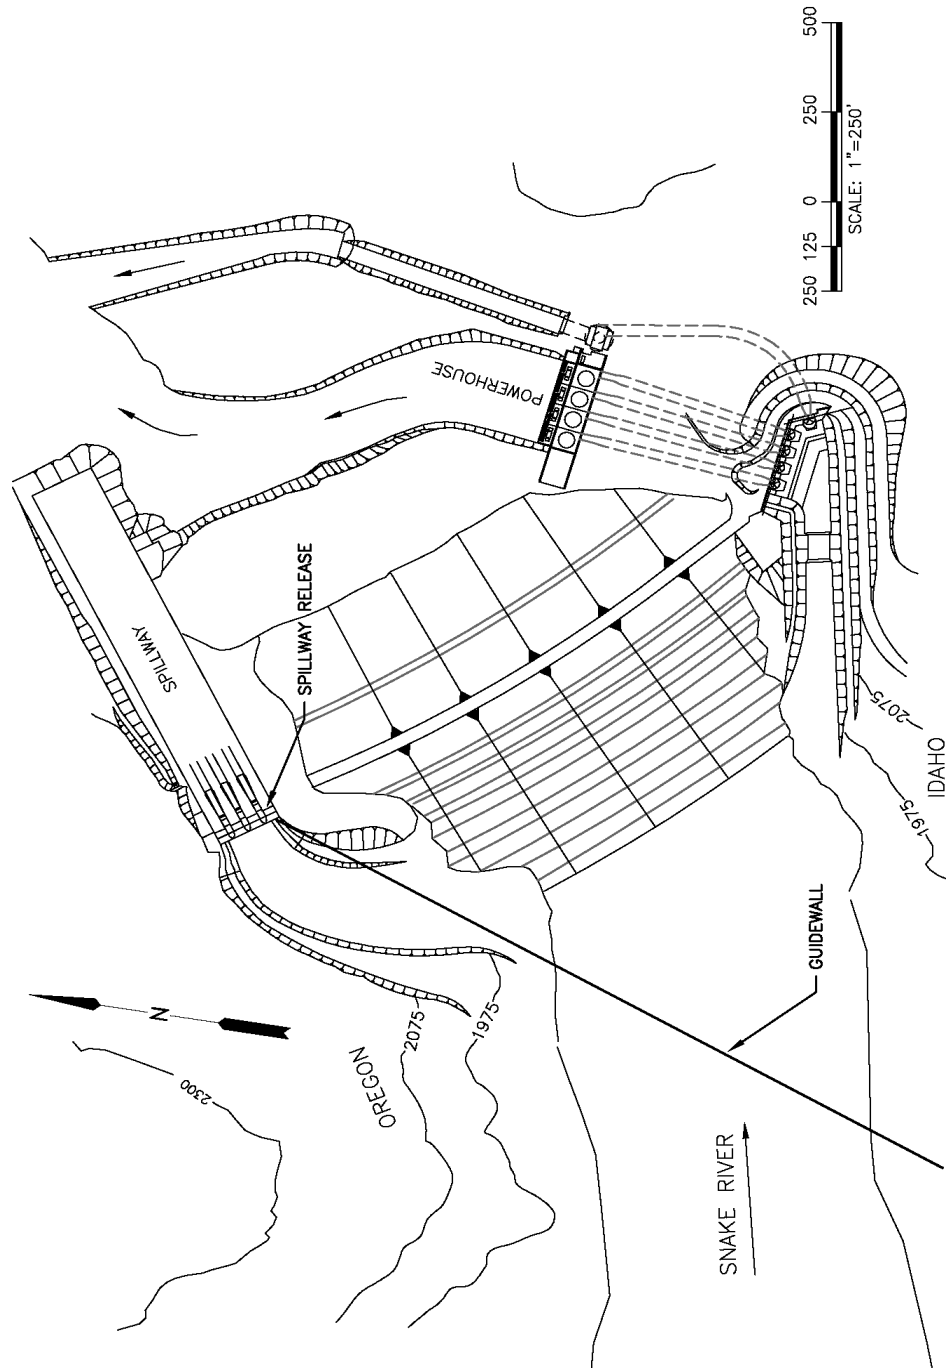 500
250
0
125
250
SCALE: 1"=250'
POWERHOUSE
SPILLWAY
SPILLWAY RELEASE
2075
1975
IDAHO
GUIDEWALL
N
2300
OREGON
2075
1975
SNAKE RIVER